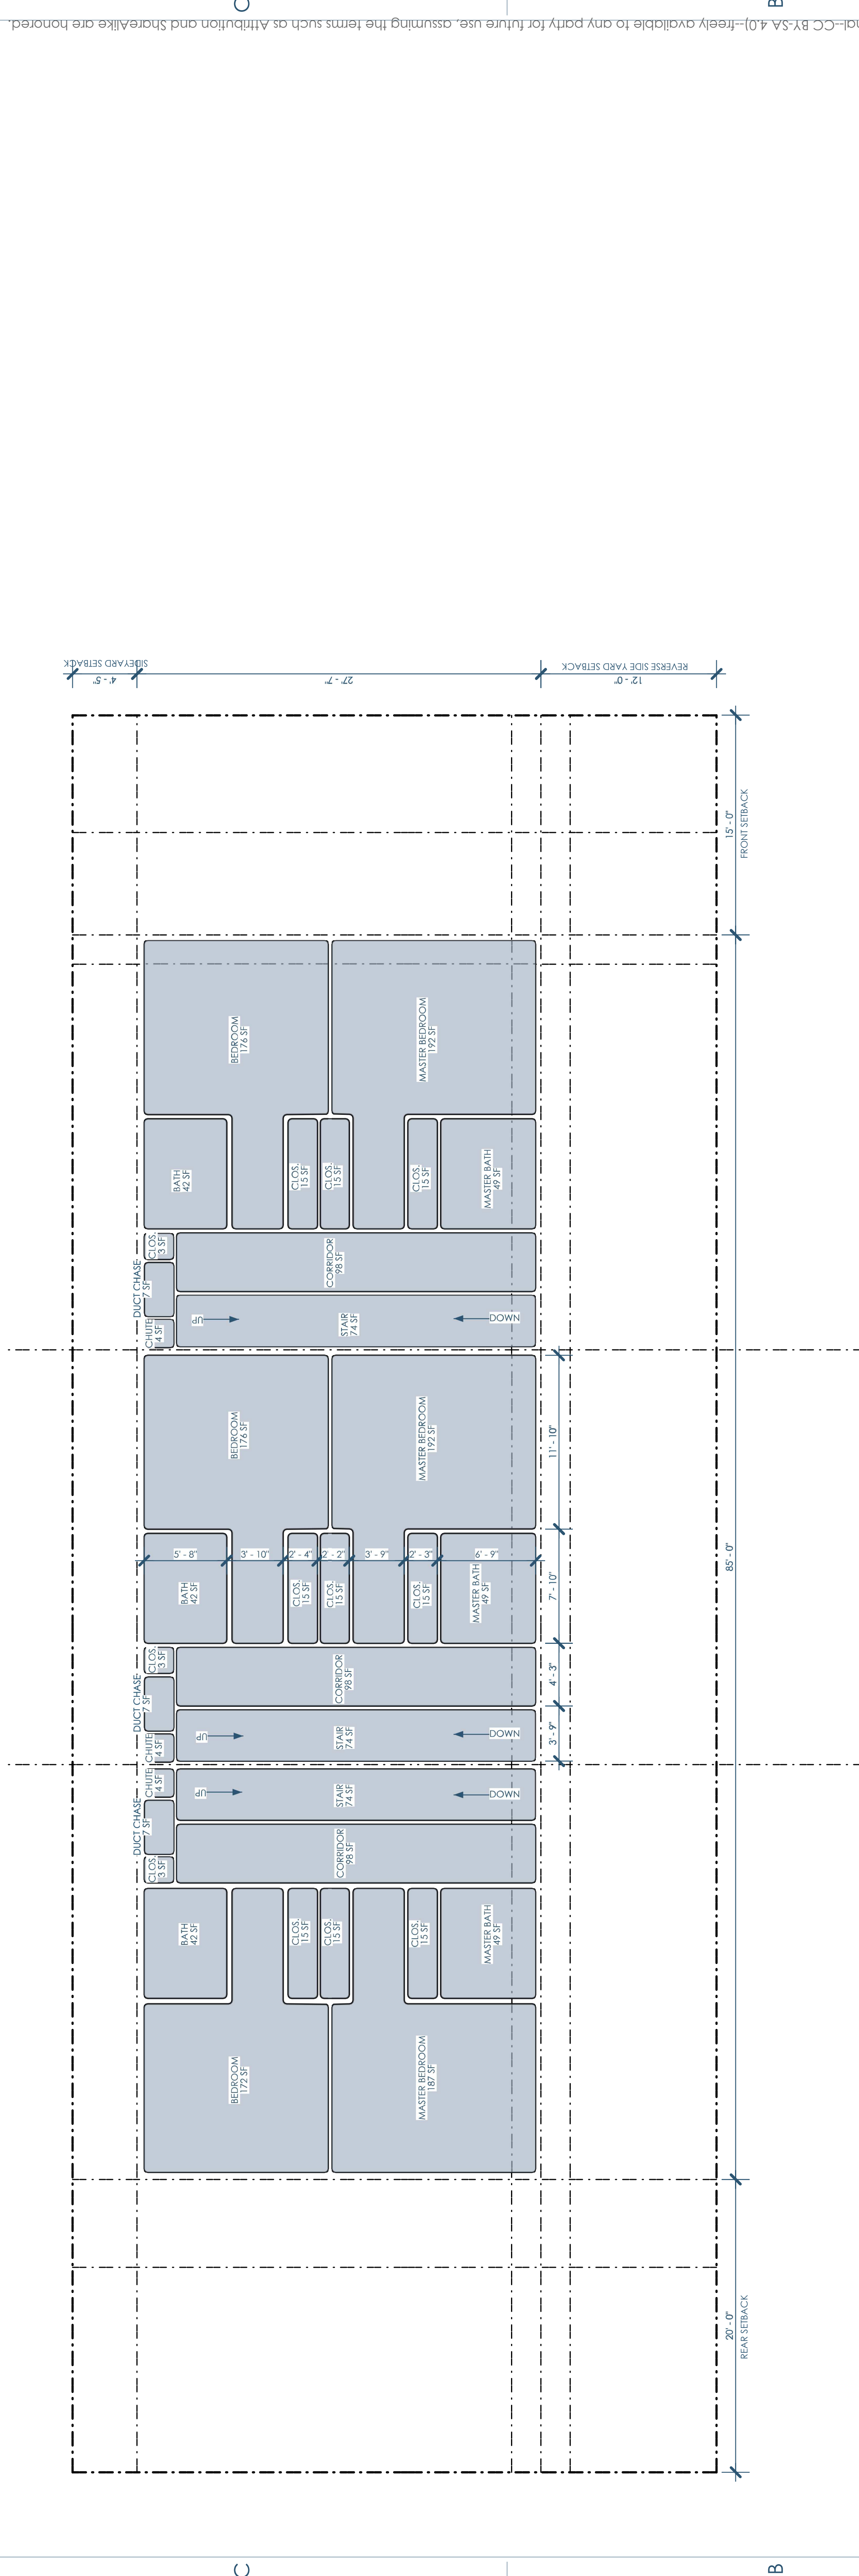 C
B
nal--CC BY-SA 4.0)--freely available to any party for future use, assuming the terms such as Attribution and ShareAlike are honored.
SIDEYARD SETBACK
4' - 5"
27' - 7"
REVERSE SIDE YARD SETBACK
12' - 0"
15' - 0"
FRONT SETBACK
BEDROOM
176 SF
MASTER BEDROOM
192 SF
BATH
42 SF
CLOS.
15 SF
CLOS.
15 SF
CLOS.
15 SF
MASTER BATH
49 SF
CLOS.
3 SF
DUCT CHASE
7 SF
CHUTE
4 SF
CORRIDOR
98 SF
UP
STAIR
74 SF
DOWN
BEDROOM
176 SF
MASTER BEDROOM
192 SF
11' - 10"
85' - 0"
5' - 8"
3' - 10"
2' - 4"
2' - 2"
3' - 9"
2' - 3"
6' - 9"
BATH
42 SF
CLOS.
15 SF
CLOS.
15 SF
CLOS.
15 SF
MASTER BATH
49 SF
7' - 10"
CLOS.
3 SF
DUCT CHASE
7 SF
CHUTE
4 SF
CORRIDOR
98 SF
4' - 3"
UP
STAIR
74 SF
DOWN
3' - 9"
CHUTE
4 SF
UP
STAIR
74 SF
DOWN
DUCT CHASE
7 SF
CLOS.
3 SF
CORRIDOR
98 SF
BATH
42 SF
CLOS.
15 SF
CLOS.
15 SF
CLOS.
15 SF
MASTER BATH
49 SF
BEDROOM
172 SF
MASTER BEDROOM
187 SF
20' - 0"
REAR SETBACK
C
B